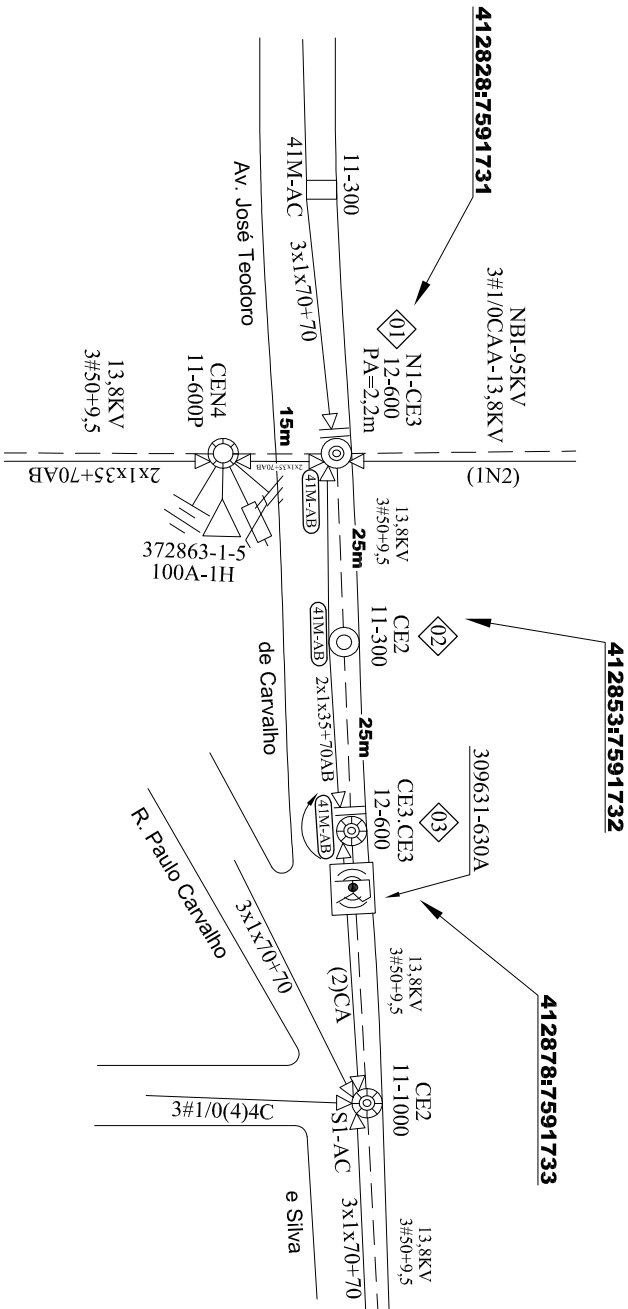 412828:7591731
NBI-95KV
3#1/0CAA-13,8KV
(1N2)
01
N1-CE3
12-600
PA=2,2m
11-300
41M-AC
3x1x70+70
Av. José Teodoro
15m
2x1x35+70AB
CEN4
11-600P
13,8KV
3#50+9,5
2x1x35+70AB
372863-1-5
100A-1H
41M-AB
13,8KV
3#50+9,5
25m
412853:7591732
02
CE2
11-300
41M-AB
2x1x35+70AB
de Carvalho
25m
309631-630A
03
CE3.CE3
12-600
41M-AB
412878:7591733
13,8KV
3#50+9,5
(2)CA
R. Paulo Carvalho
3x1x70+70
CE2
11-1000
3#1/0(4)4C
S1-AC
e Silva
3x1x70+70
13,8KV
3#50+9,5